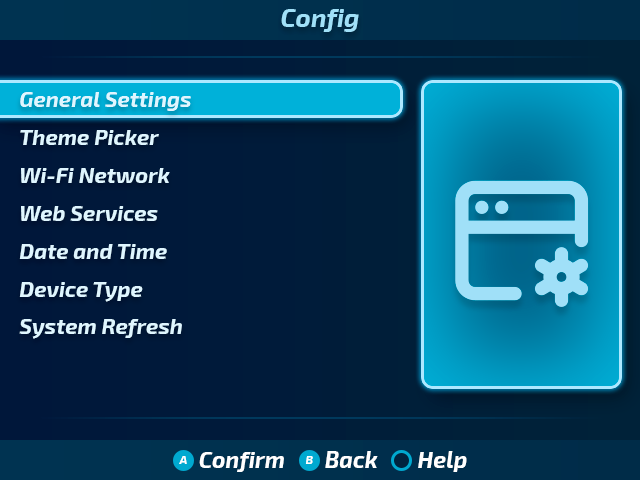 Config
General Settings
Theme Picker
Wi-Fi Network
Web Services
Date and Time
Device Type
System Refresh
A Confirm B Back Help